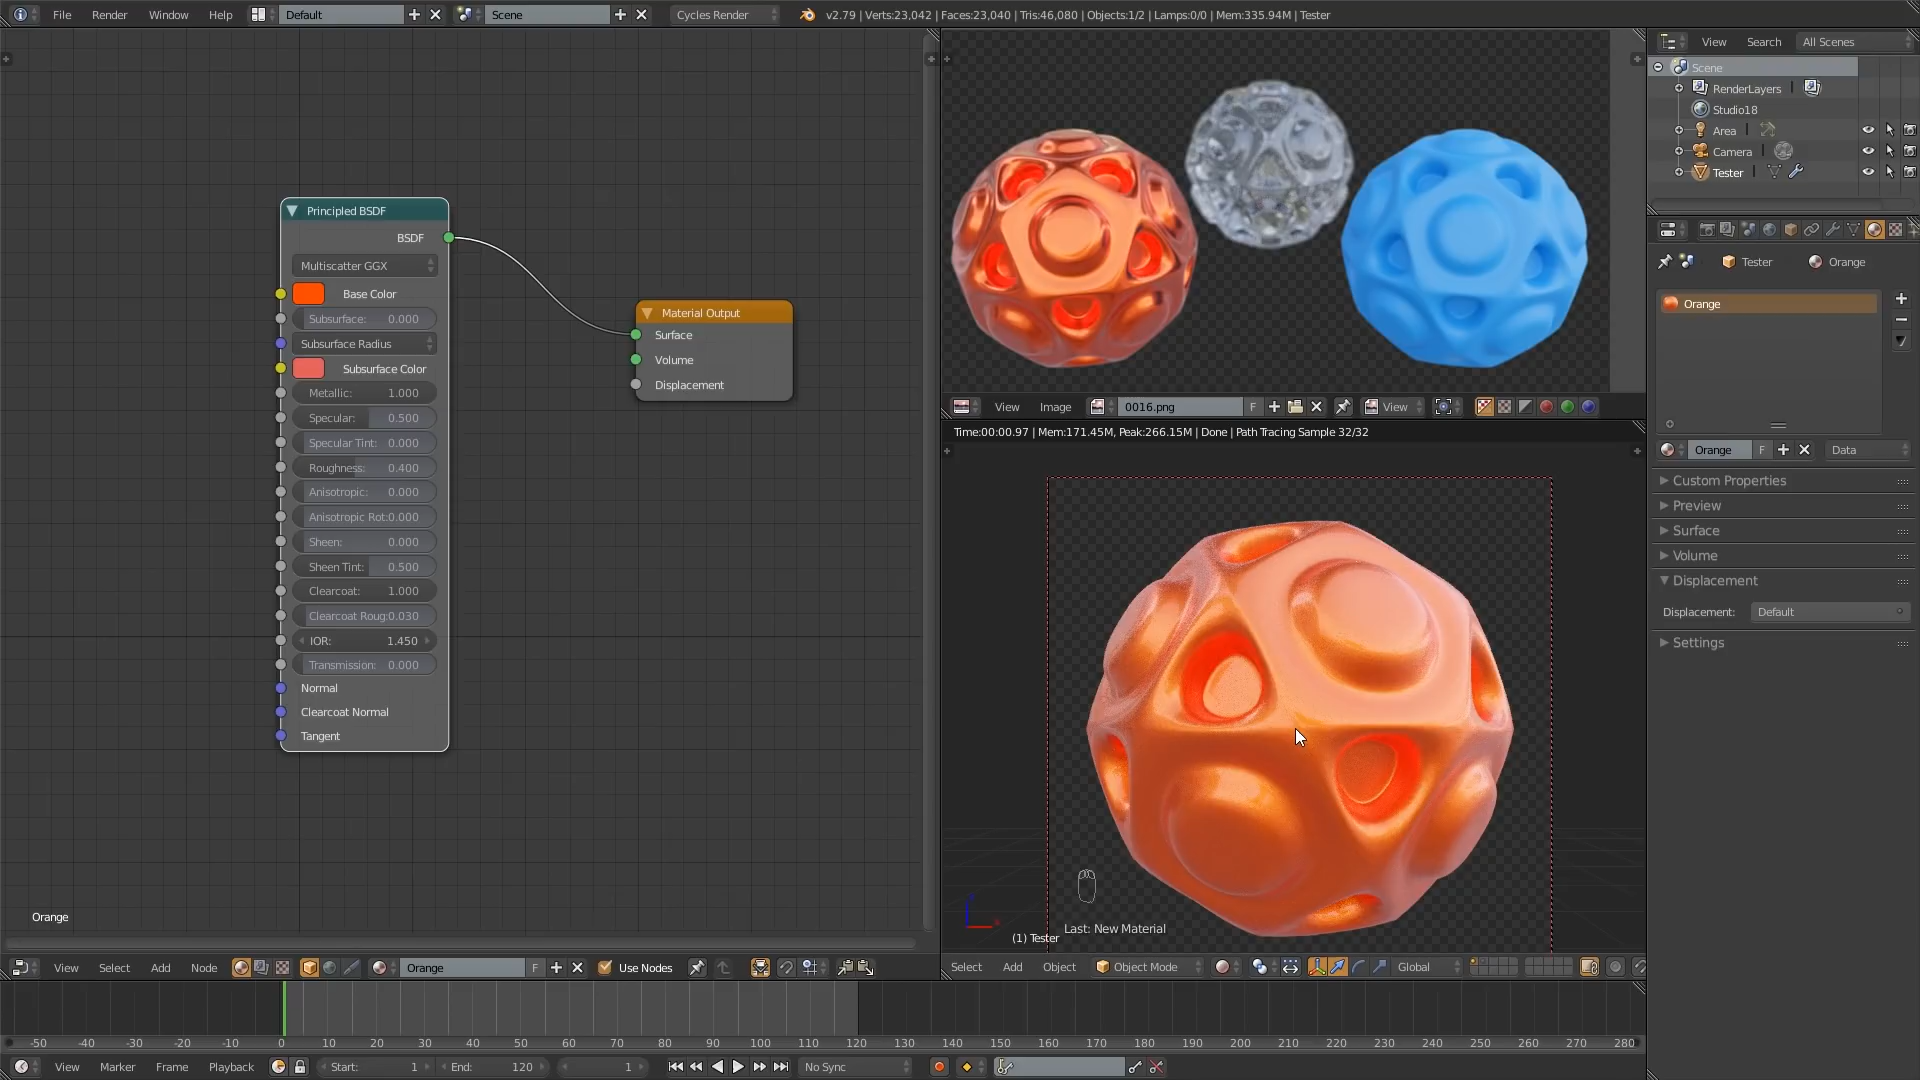 File Render Window Help Default Scene Cycles Render v2.79 | Verts:23,042 | Faces:23,040 | Tris:46,080 | Objects:1/2 | Lamps:0/0 | Mem:335.94M | Tester
View Search All Scenes
Scene
RenderLayers |
Studio18
Area |
Camera |
Tester |
Principled BSDF
BSDF
Multiscatter GGX
Base Color
Subsurface: 0.000
Subsurface Radius
Subsurface Color
Metallic: 1.000
Specular: 0.500
Specular Tint: 0.000
Roughness: 0.400
Anisotropic: 0.000
Anisotropic Rot:0.000
Sheen: 0.000
Sheen Tint: 0.500
Clearcoat: 1.000
Clearcoat Roug:0.030
IOR: 1.450
Transmission: 0.000
Normal
Clearcoat Normal
Tangent
Material Output
Surface
Volume
Displacement
Orange
View Select Add Node Orange F Use Nodes
View Image 0016.png F View
Time:00:00.97 | Mem:171.45M, Peak:266.15M | Done | Path Tracing Sample 32/32
Last: New Material
(1) Tester
Select Add Object Object Mode Global
Tester Orange
Orange
Orange F Data
Custom Properties
Preview
Surface
Volume
Displacement
Displacement: Default
Settings
-50 -40 -30 -20 -10 0 10 20 30 40 50 60 70 80 90 100 110 120 130 140 150 160 170 180 190 200 210 220 230 240 250 260 270 280
View Marker Frame Playback Start: 1 End: 120 1 No Sync